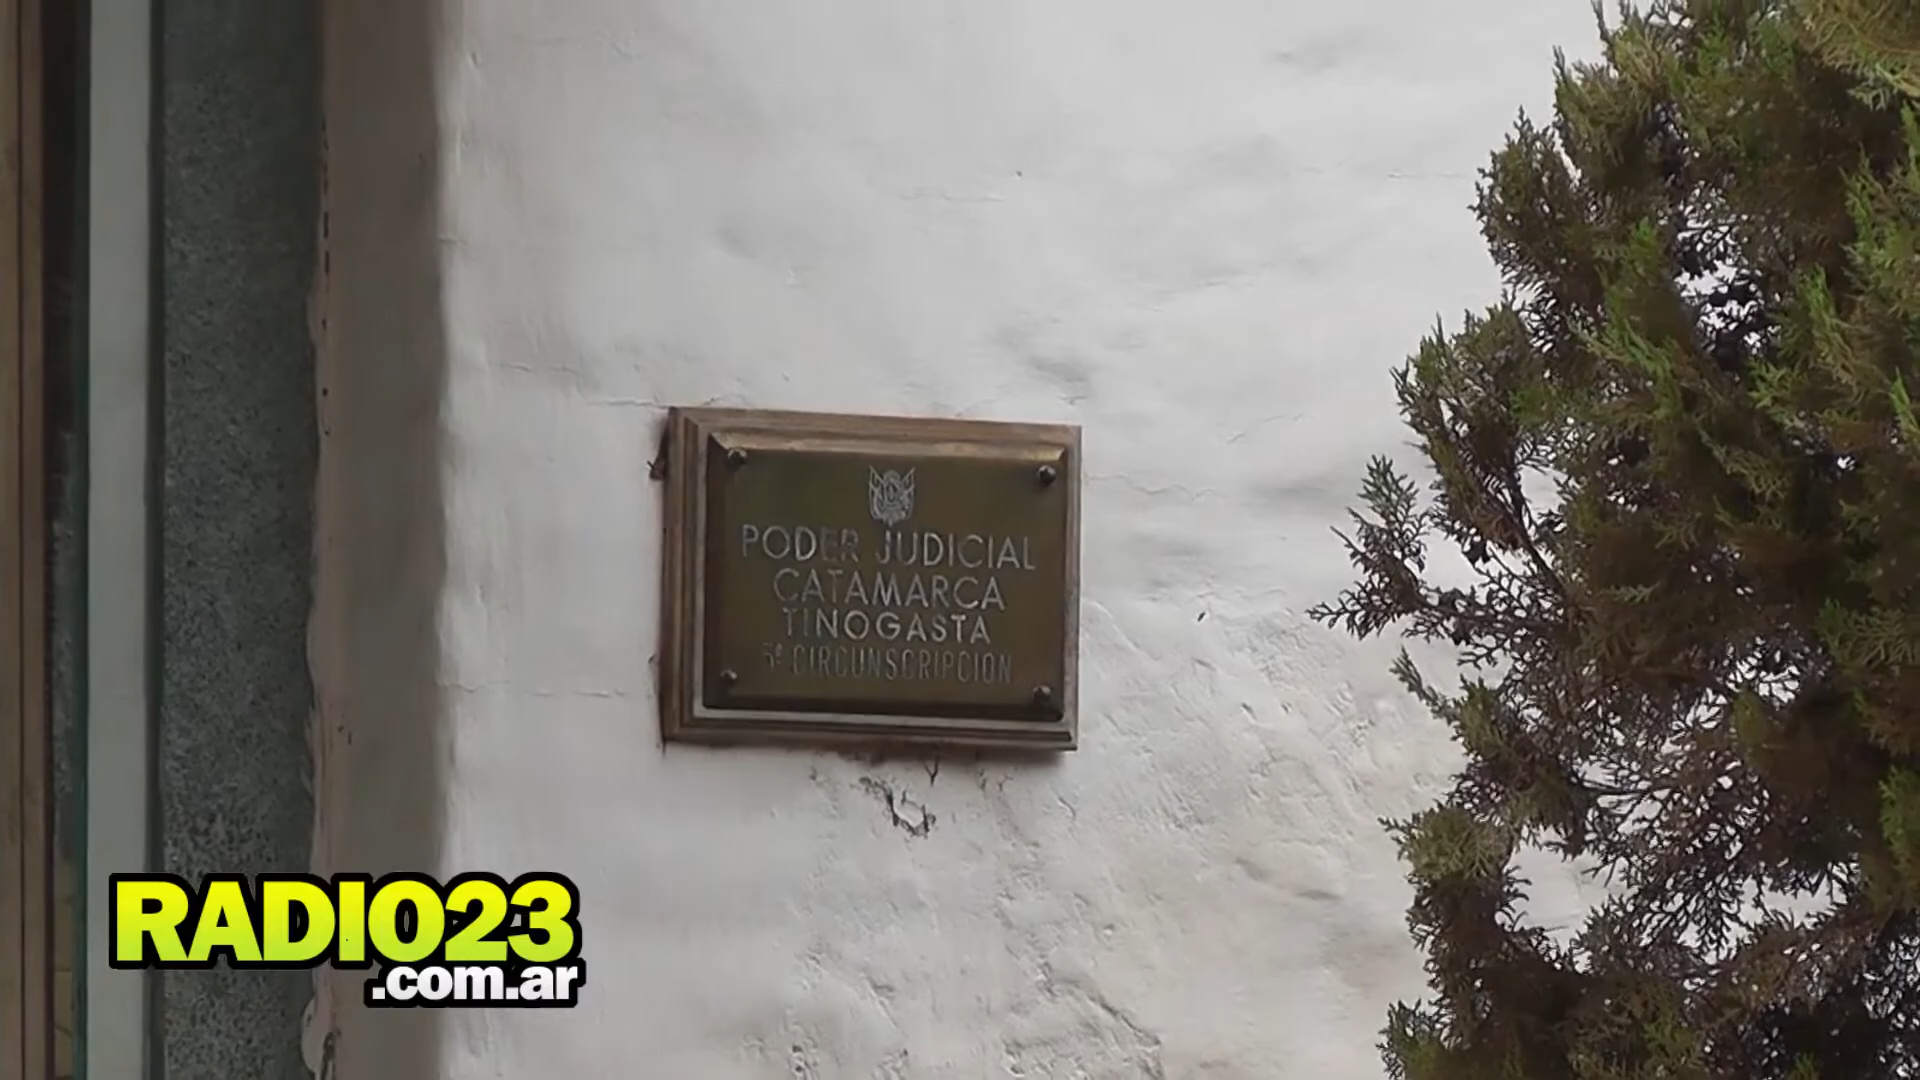 PODER JUDICIAL
CATAMARCA
TINOGASTA
5ª CIRCUNSCRIPCION
RADIO23
.com.ar